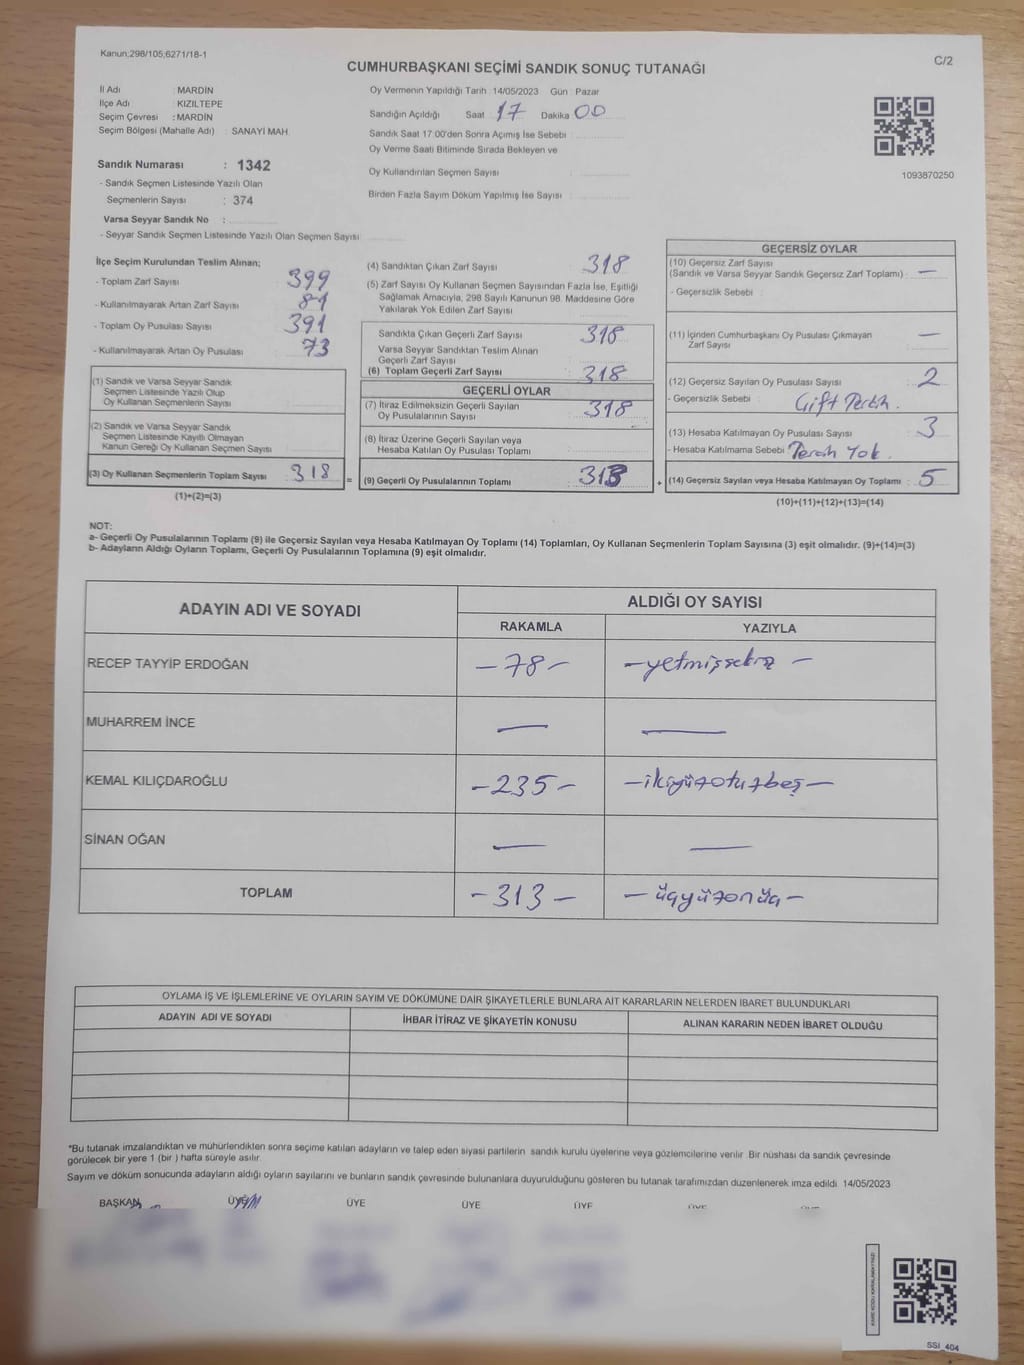 Kanun;298/105;6271/18-1
C/2
CUMHURBAŞKANI SEÇİMİ SANDIK SONUÇ TUTANAĞI
İl Adı : MARDİN
İlçe Adı : KIZILTEPE
Seçim Çevresi : MARDİN
Seçim Bölgesi (Mahalle Adı) : SANAYİ MAH.
Oy Vermenin Yapıldığı Tarih 14/05/2023 Gün : Pazar
Sandığın Açıldığı Saat 17 Dakika 00
Sandık Saat 17:00'den Sonra Açımış İse Sebebi :
Oy Verme Saati Bitiminde Sırada Bekleyen ve
Oy Kullandırılan Seçmen Sayısı :
Birden Fazla Sayım Döküm Yapılmış İse Sayısı :
1093870250
Sandık Numarası : 1342
- Sandık Seçmen Listesinde Yazılı Olan
Seçmenlerin Sayısı : 374
Varsa Seyyar Sandık No :
- Seyyar Sandık Seçmen Listesinde Yazılı Olan Seçmen Sayısı
İlçe Seçim Kurulundan Teslim Alınan;
- Toplam Zarf Sayısı 399
- Kullanılmayarak Artan Zarf Sayısı 81
- Toplam Oy Pusulası Sayısı 391
- Kullanılmayarak Artan Oy Pusulası 73
(1) Sandık ve Varsa Seyyar Sandık
Seçmen Listesinde Yazılı Olup
Oy Kullanan Seçmenlerin Sayısı
(2) Sandık ve Varsa Seyyar Sandık
Seçmen Listesinde Kayıtlı Olmayan
Kanun Gereği Oy Kullanan Seçmen Sayısı
(3) Oy Kullanan Seçmenlerin Toplam Sayısı 318
(1)+(2)=(3)
=
(4) Sandıktan Çıkan Zarf Sayısı 318
(5) Zarf Sayısı Oy Kullanan Seçmen Sayısından Fazla İse, Eşitliği
Sağlamak Amacıyla, 298 Sayılı Kanunun 98. Maddesine Göre
Yakılarak Yok Edilen Zarf Sayısı
Sandıkta Çıkan Geçerli Zarf Sayısı 318
Varsa Seyyar Sandıktan Teslim Alınan
Geçerli Zarf Sayısı
(6) Toplam Geçerli Zarf Sayısı 318
GEÇERLİ OYLAR
(7) İtiraz Edilmeksizin Geçerli Sayılan
Oy Pusulalarının Sayısı : 318
(8) İtiraz Üzerine Geçerli Sayılan veya
Hesaba Katılan Oy Pusulası Toplamı
(9) Geçerli Oy Pusulalarının Toplamı : 313
+
GEÇERSİZ OYLAR
(10) Geçersiz Zarf Sayısı
(Sandık ve Varsa Seyyar Sandık Geçersiz Zarf Toplamı) : —
- Geçersizlik Sebebi :
(11) İçinden Cumhurbaşkanı Oy Pusulası Çıkmayan
Zarf Sayısı —
(12) Geçersiz Sayılan Oy Pusulası Sayısı 2
- Geçersizlik Sebebi : Çift Tercih.
(13) Hesaba Katılmayan Oy Pusulası Sayısı 3
- Hesaba Katılmama Sebebi Tercih Yok.
(14) Geçersiz Sayılan veya Hesaba Katılmayan Oy Toplamı : 5
(10)+(11)+(12)+(13)=(14)
NOT:
a- Geçerli Oy Pusulalarının Toplamı (9) ile Geçersiz Sayılan veya Hesaba Katılmayan Oy Toplamı (14) Toplamları, Oy Kullanan Seçmenlerin Toplam Sayısına (3) eşit olmalıdır. (9)+(14)=(3)
b- Adayların Aldığı Oyların Toplamı, Geçerli Oy Pusulalarının Toplamına (9) eşit olmalıdır.
ADAYIN ADI VE SOYADI
ALDIĞI OY SAYISI
RAKAMLA YAZIYLA
RECEP TAYYİP ERDOĞAN -78- -yetmişsekiz-
MUHARREM İNCE — —
KEMAL KILIÇDAROĞLU -235- -ikiyüzotuzbeş-
SİNAN OĞAN — —
TOPLAM -313- -üçyüzonüç-
OYLAMA İŞ VE İŞLEMLERİNE VE OYLARIN SAYIM VE DÖKÜMÜNE DAİR ŞİKAYETLERLE BUNLARA AİT KARARLARIN NELERDEN İBARET BULUNDUKLARI
ADAYIN ADI VE SOYADI İHBAR İTİRAZ VE ŞİKAYETİN KONUSU ALINAN KARARIN NEDEN İBARET OLDUĞU
*Bu tutanak imzalandıktan ve mühürlendikten sonra seçime katılan adayların ve talep eden siyasi partilerin sandık kurulu üyelerine veya gözlemcilerine verilir Bir nüshası da sandık çevresinde
görülecek bir yere 1 (bir ) hafta süreyle asılır.
Sayım ve döküm sonucunda adayların aldığı oyların sayılarını ve bunların sandık çevresinde bulunanlara duyurulduğunu gösteren bu tutanak tarafımızdan düzenlenerek imza edildi 14/05/2023
BAŞKAN ÜYE ÜYE ÜYE ÜYE
SSI_404